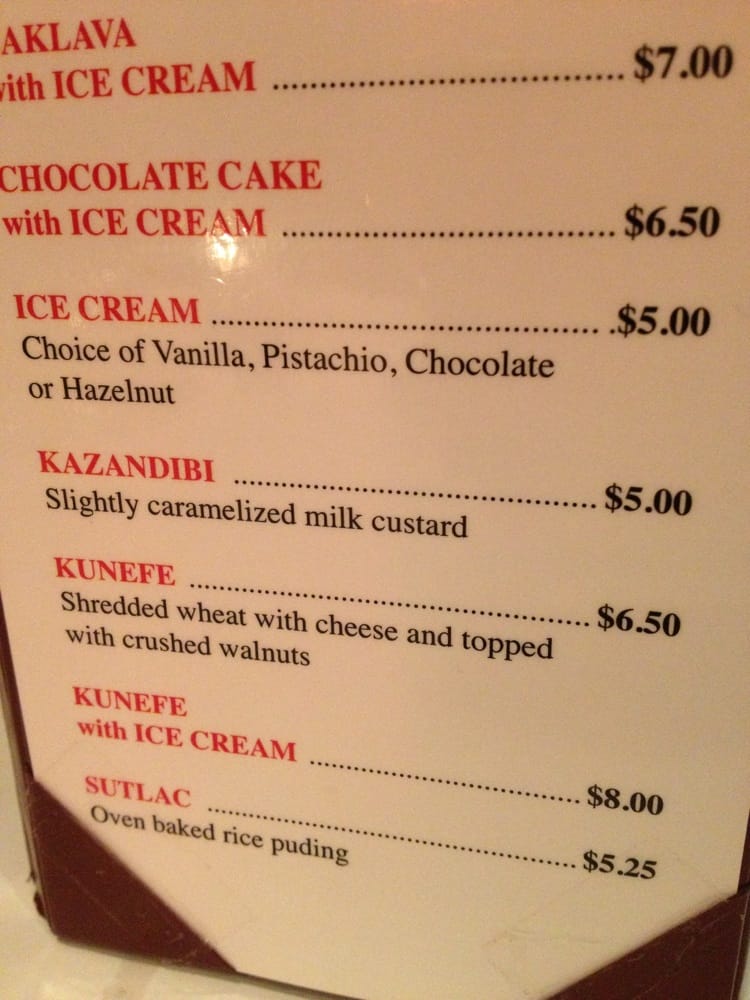 AKLAVA
with ICE CREAM ........................................ $7.00
CHOCOLATE CAKE
with ICE CREAM ........................................ $6.50
ICE CREAM ................................................ .$5.00
Choice of Vanilla, Pistachio, Chocolate
or Hazelnut
KAZANDIBI ............................................. $5.00
Slightly caramelized milk custard
KUNEFE .................................................. $6.50
Shredded wheat with cheese and topped
with crushed walnuts
KUNEFE
with ICE CREAM ................................... $8.00
SUTLAC ................................................ $5.25
Oven baked rice puding